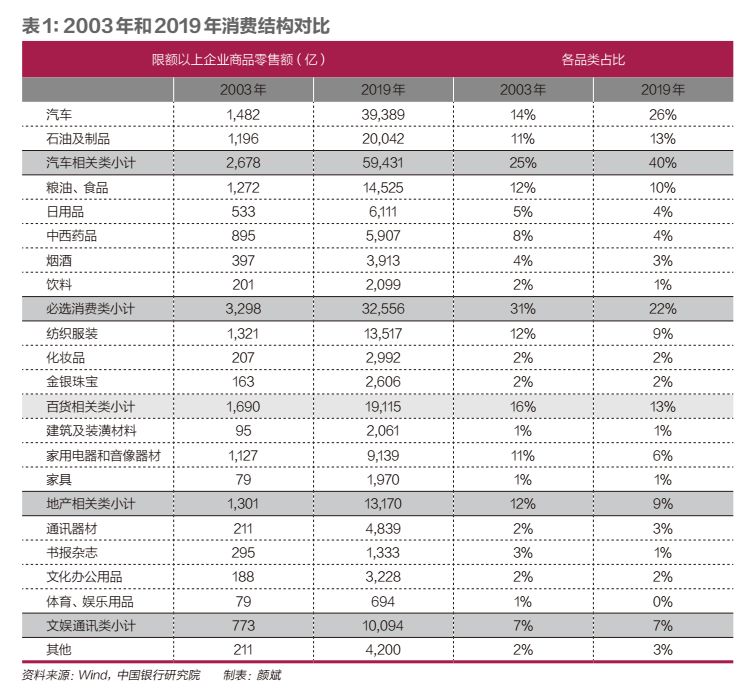 表1: 2003年和2019年消费结构对比
限额以上企业商品零售额（亿） 各品类占比
2003年 2019年 2003年 2019年
汽车 1,482 39,389 14% 26%
石油及制品 1,196 20,042 11% 13%
汽车相关类小计 2,678 59,431 25% 40%
粮油、食品 1,272 14,525 12% 10%
日用品 533 6,111 5% 4%
中西药品 895 5,907 8% 4%
烟酒 397 3,913 4% 3%
饮料 201 2,099 2% 1%
必选消费类小计 3,298 32,556 31% 22%
纺织服装 1,321 13,517 12% 9%
化妆品 207 2,992 2% 2%
金银珠宝 163 2,606 2% 2%
百货相关类小计 1,690 19,115 16% 13%
建筑及装潢材料 95 2,061 1% 1%
家用电器和音像器材 1,127 9,139 11% 6%
家具 79 1,970 1% 1%
地产相关类小计 1,301 13,170 12% 9%
通讯器材 211 4,839 2% 3%
书报杂志 295 1,333 3% 1%
文化办公用品 188 3,228 2% 2%
体育、娱乐用品 79 694 1% 0%
文娱通讯类小计 773 10,094 7% 7%
其他 211 4,200 2% 3%
资料来源：Wind，中国银行研究院 制表：颜斌